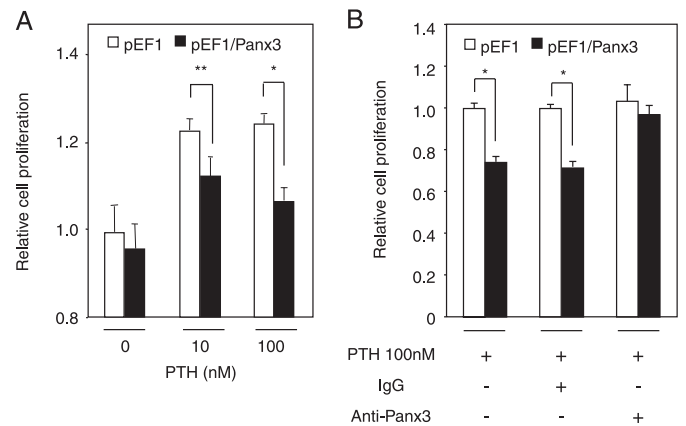 A
Relative cell proliferation
1.4
1.2
1.0
0.8
pEF1 pEF1/Panx3
** *
0 10 100
PTH (nM)
B
Relative cell proliferation
1.4
1.2
1.0
0.8
0.6
0.4
0.2
0
pEF1 pEF1/Panx3
* *
PTH 100nM + + +
IgG - + -
Anti-Panx3 - - +